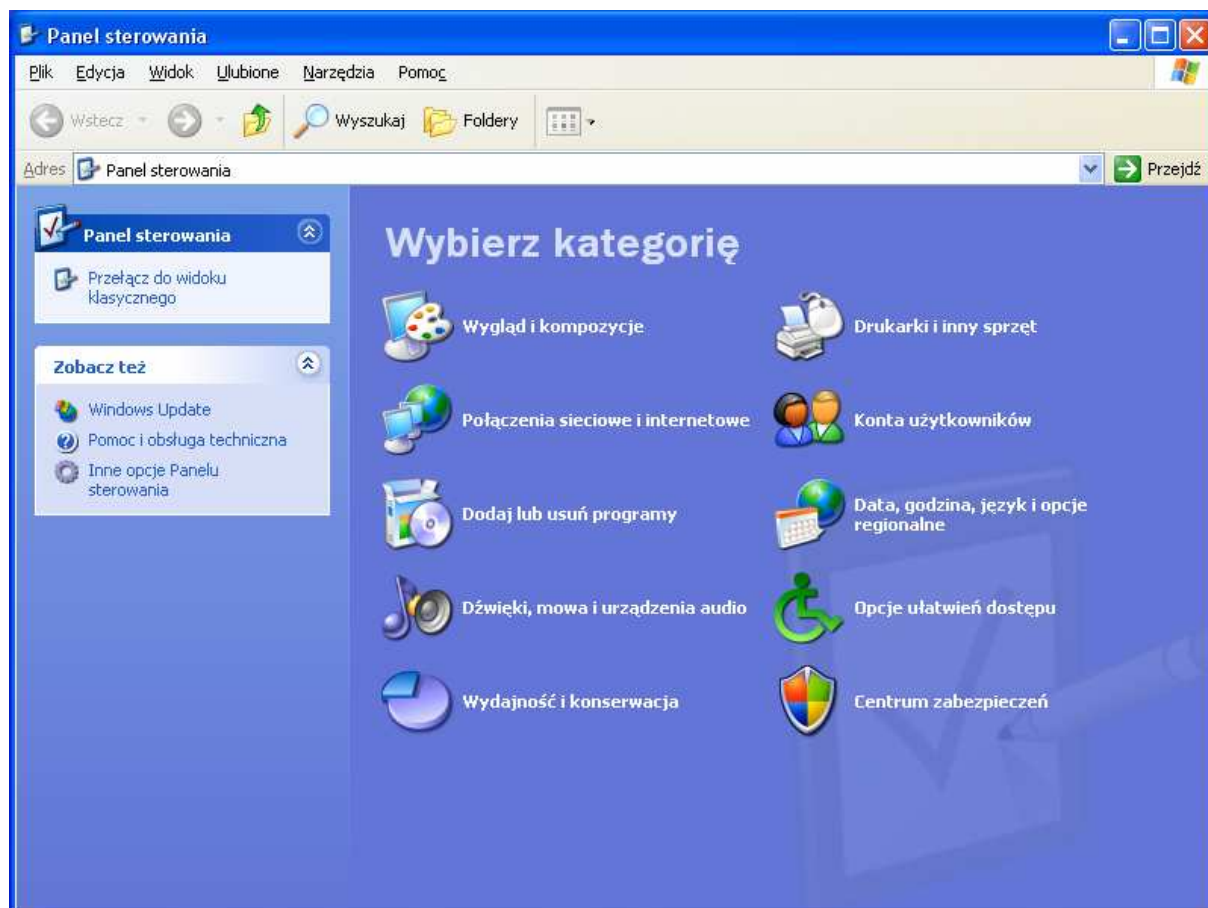 Panel sterowania
Plik Edycja Widok Ulubione Narzędzia Pomoc
Wstecz Wyszukaj Foldery
Adres Panel sterowania Przejdź
Panel sterowania
Przełącz do widoku
klasycznego
Zobacz też
Windows Update
Pomoc i obsługa techniczna
Inne opcje Panelu
sterowania
Wybierz kategorię
Wygląd i kompozycje
Drukarki i inny sprzęt
Połączenia sieciowe i internetowe
Konta użytkowników
Dodaj lub usuń programy
Data, godzina, język i opcje
regionalne
Dźwięki, mowa i urządzenia audio
Opcje ułatwień dostępu
Wydajność i konserwacja
Centrum zabezpieczeń